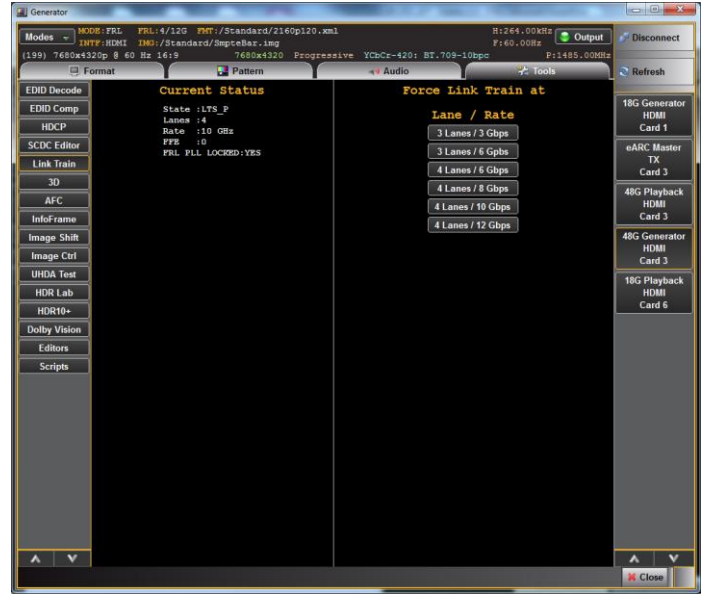 Generator
Modes
MODE:FRL FRL:4/12G FMT:/Standard/2160p120.xml H:264.00kHz
INTF:HDMI IMG:/Standard/SmpteBar.img F:60.00Hz
Output
Disconnect
(199) 7680x4320p @ 60 Hz 16:9 7680x4320 Progressive YCbCr-420: BT.709-10bpc P:1485.00MHz
Format
Pattern
Audio
Tools
Refresh
EDID Decode
EDID Comp
HDCP
SCDC Editor
Link Train
3D
AFC
InfoFrame
Image Shift
Image Ctrl
UHDA Test
HDR Lab
HDR10+
Dolby Vision
Editors
Scripts
Current Status
State :LTS_P
Lanes :4
Rate :10 GHz
FFE :0
FRL PLL LOCKED:YES
Force Link Train at
Lane / Rate
3 Lanes / 3 Gbps
3 Lanes / 6 Gpbs
4 Lanes / 6 Gbps
4 Lanes / 8 Gbps
4 Lanes / 10 Gbps
4 Lanes / 12 Gbps
18G Generator
HDMI
Card 1
eARC Master
TX
Card 3
48G Playback
HDMI
Card 3
48G Generator
HDMI
Card 3
18G Playback
HDMI
Card 6
Close